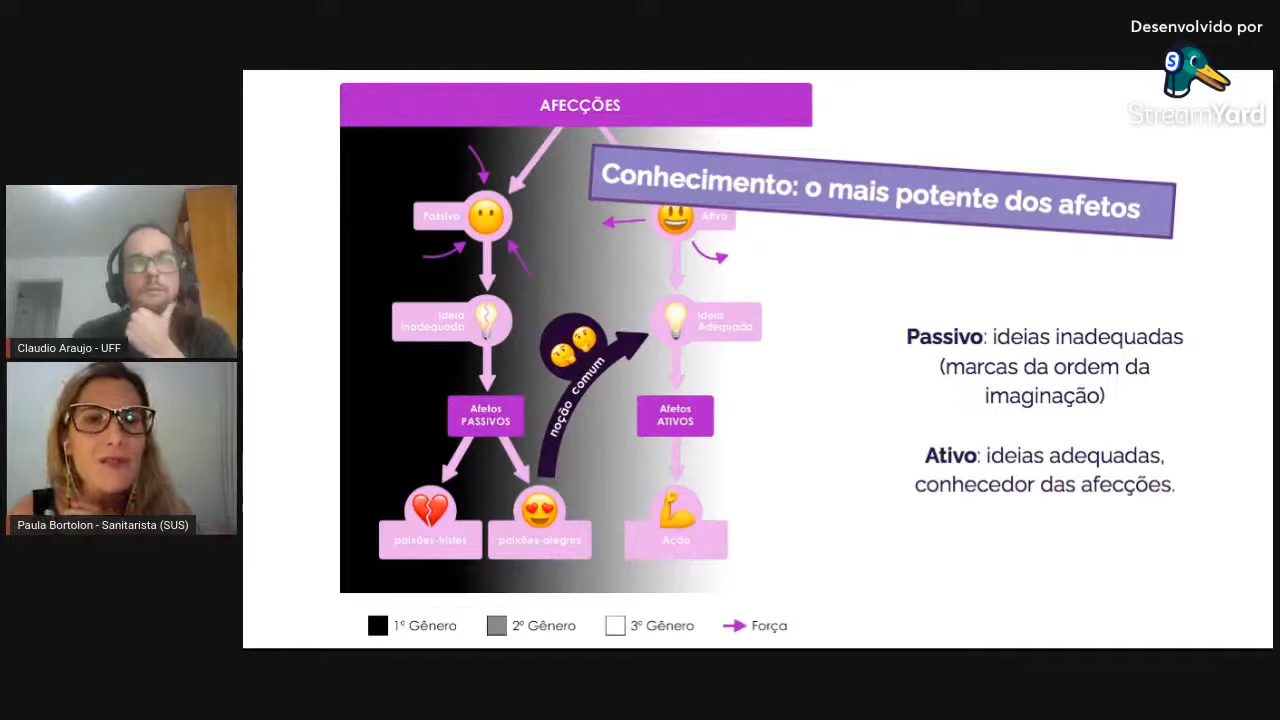 Desenvolvido por
S
StreamYard
AFECÇÕES
Conhecimento: o mais potente dos afetos
Passivo
Ativo
Ideia
Inadequada
Ideia
Adequada
noção comum
Afetos
PASSIVOS
Afetos
ATIVOS
paixões-tristes
paixões-alegres
Ação
1º Gênero
2º Gênero
3º Gênero
Força
Passivo: ideias inadequadas
(marcas da ordem da
imaginação)
Ativo: ideias adequadas,
conhecedor das afecções.
Claudio Araujo - UFF
Paula Bortolon - Sanitarista (SUS)